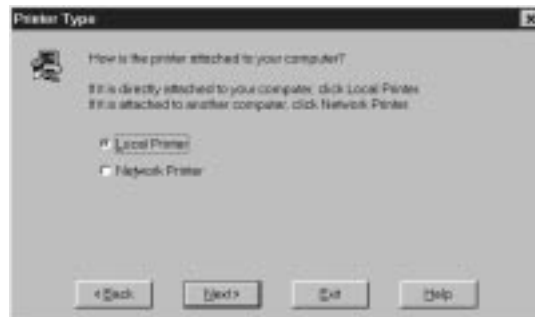 Printer Type
How is the printer attached to your computer?
If it is directly attached to your computer, click Local Printer.
If it is attached to another computer, click Network Printer.
Local Printer
Network Printer
< Back
Next >
Exit
Help